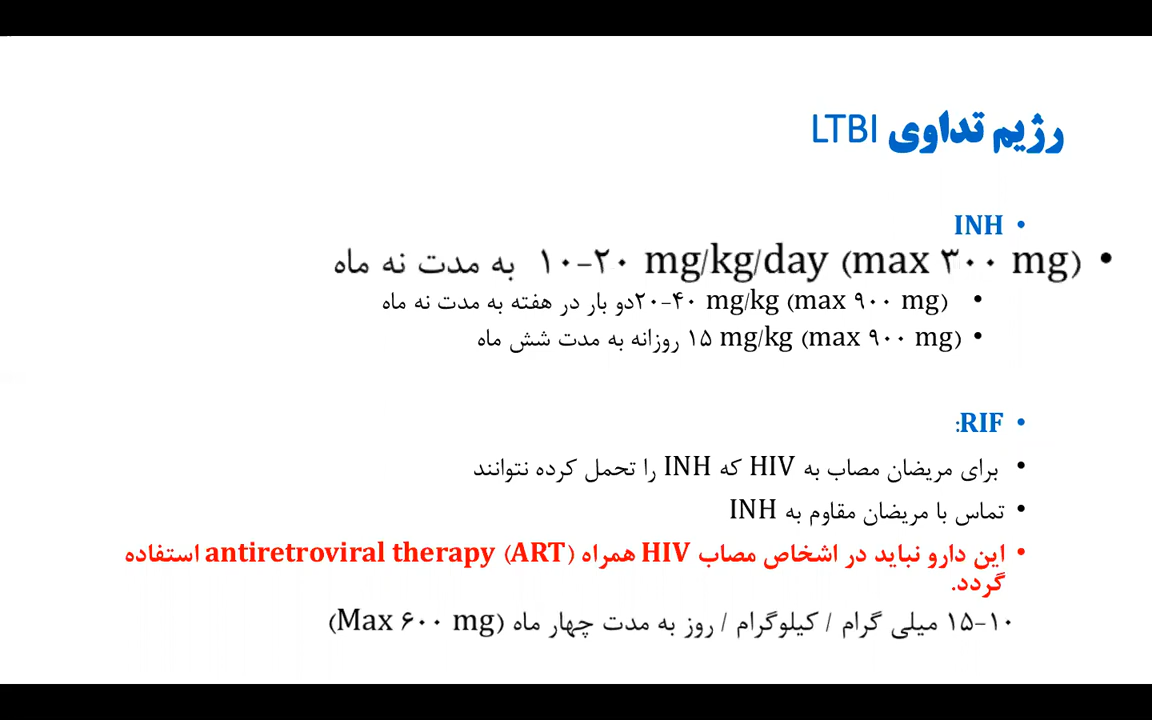 رژیم تداوی LTBI
• INH
• ۱۰-۲۰ mg/kg/day (max ۳۰۰ mg) به مدت نه ماه
• ۲۰-۴۰ mg/kg (max ۹۰۰ mg)دو بار در هفته به مدت نه ماه
• ۱۵ mg/kg (max ۹۰۰ mg) روزانه به مدت شش ماه
• RIF:
• برای مریضان مصاب به HIV که INH را تحمل کرده نتوانند
• تماس با مریضان مقاوم به INH
• این دارو نباید در اشخاص مصاب HIV همراه antiretroviral therapy (ART) استفاده
گردد.
۱۰-۱۵ میلی گرام / کیلوگرام / روز به مدت چهار ماه (Max ۶۰۰ mg)